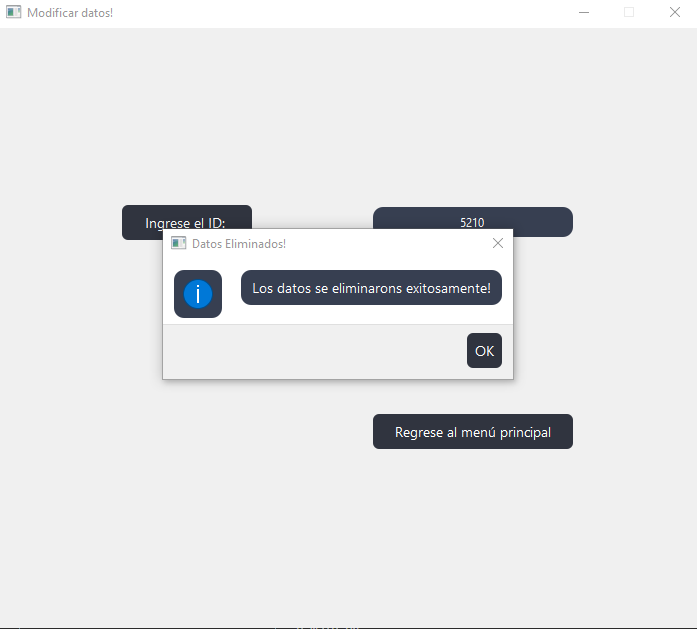 Modificar datos!
Ingrese el ID:
5210
Datos Eliminados!
Los datos se eliminarons exitosamente!
OK
Regrese al menú principal